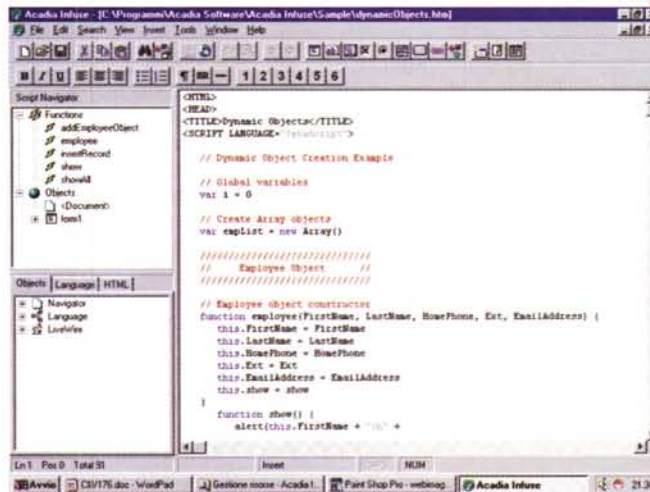 Acadia Infuse - [C:\Programmi\Acadia Software\Acadia Infuse\Sample\dynamicObjects.htm]
File Edit Search View Insert Tools Window Help
B I U 1 2 3 4 5 6
Script Navigator
Functions
addEmployeeObject
employee
insertRecord
show
showAll
Objects
<Document>
form1
Objects Language HTML
Navigator
Language
LiveWire
<HTML>
<HEAD>
<TITLE>Dynamic Objects</TITLE>
<SCRIPT LANGUAGE="JavaScript">
// Dynamic Object Creation Example
// Global variables
var i = 0
// Create Array objects
var empList = new Array()
///////////////////////////////
// Employee Object //
///////////////////////////////
// Employee object constructor
function employee(FirstName, LastName, HomePhone, Ext, EmailAddress) {
this.FirstName = FirstName
this.LastName = LastName
this.HomePhone = HomePhone
this.Ext = Ext
this.EmailAddress = EmailAddress
this.show = show
}
function show() {
alert(this.FirstName + "/n" +
Ln 1 Pos 0 Total 91 Insert NUM
Avvio CSV176.doc - WordPad Gestione risorse - Acadia I... Paint Shop Pro - webimag... Acadia Infuse 21.3